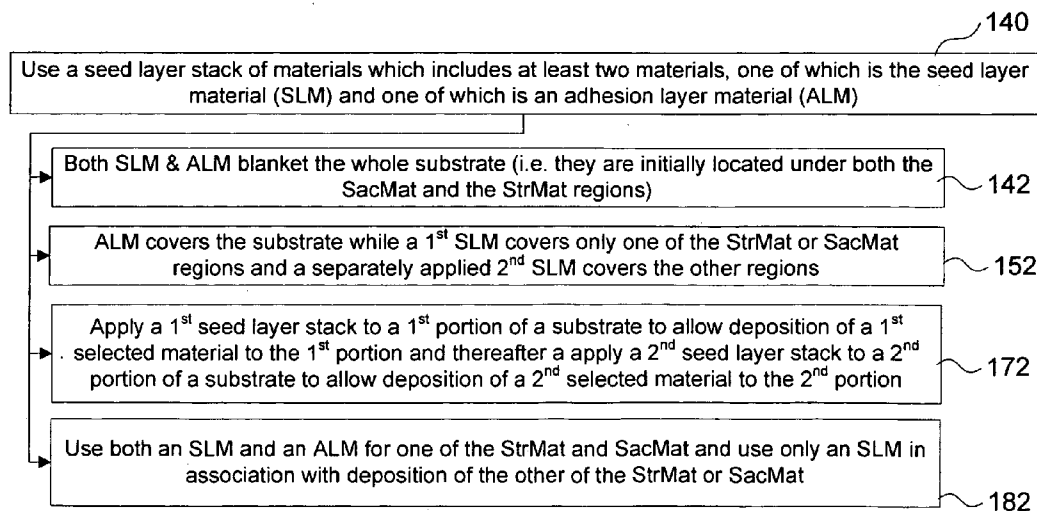 140
Use a seed layer stack of materials which includes at least two materials, one of which is the seed layer
material (SLM) and one of which is an adhesion layer material (ALM)
Both SLM & ALM blanket the whole substrate (i.e. they are initially located under both the
SacMat and the StrMat regions)
142
ALM covers the substrate while a 1st SLM covers only one of the StrMat or SacMat
regions and a separately applied 2nd SLM covers the other regions
152
Apply a 1st seed layer stack to a 1st portion of a substrate to allow deposition of a 1st
selected material to the 1st portion and thereafter a apply a 2nd seed layer stack to a 2nd
portion of a substrate to allow deposition of a 2nd selected material to the 2nd portion
172
Use both an SLM and an ALM for one of the StrMat and SacMat and use only an SLM in
association with deposition of the other of the StrMat or SacMat
182